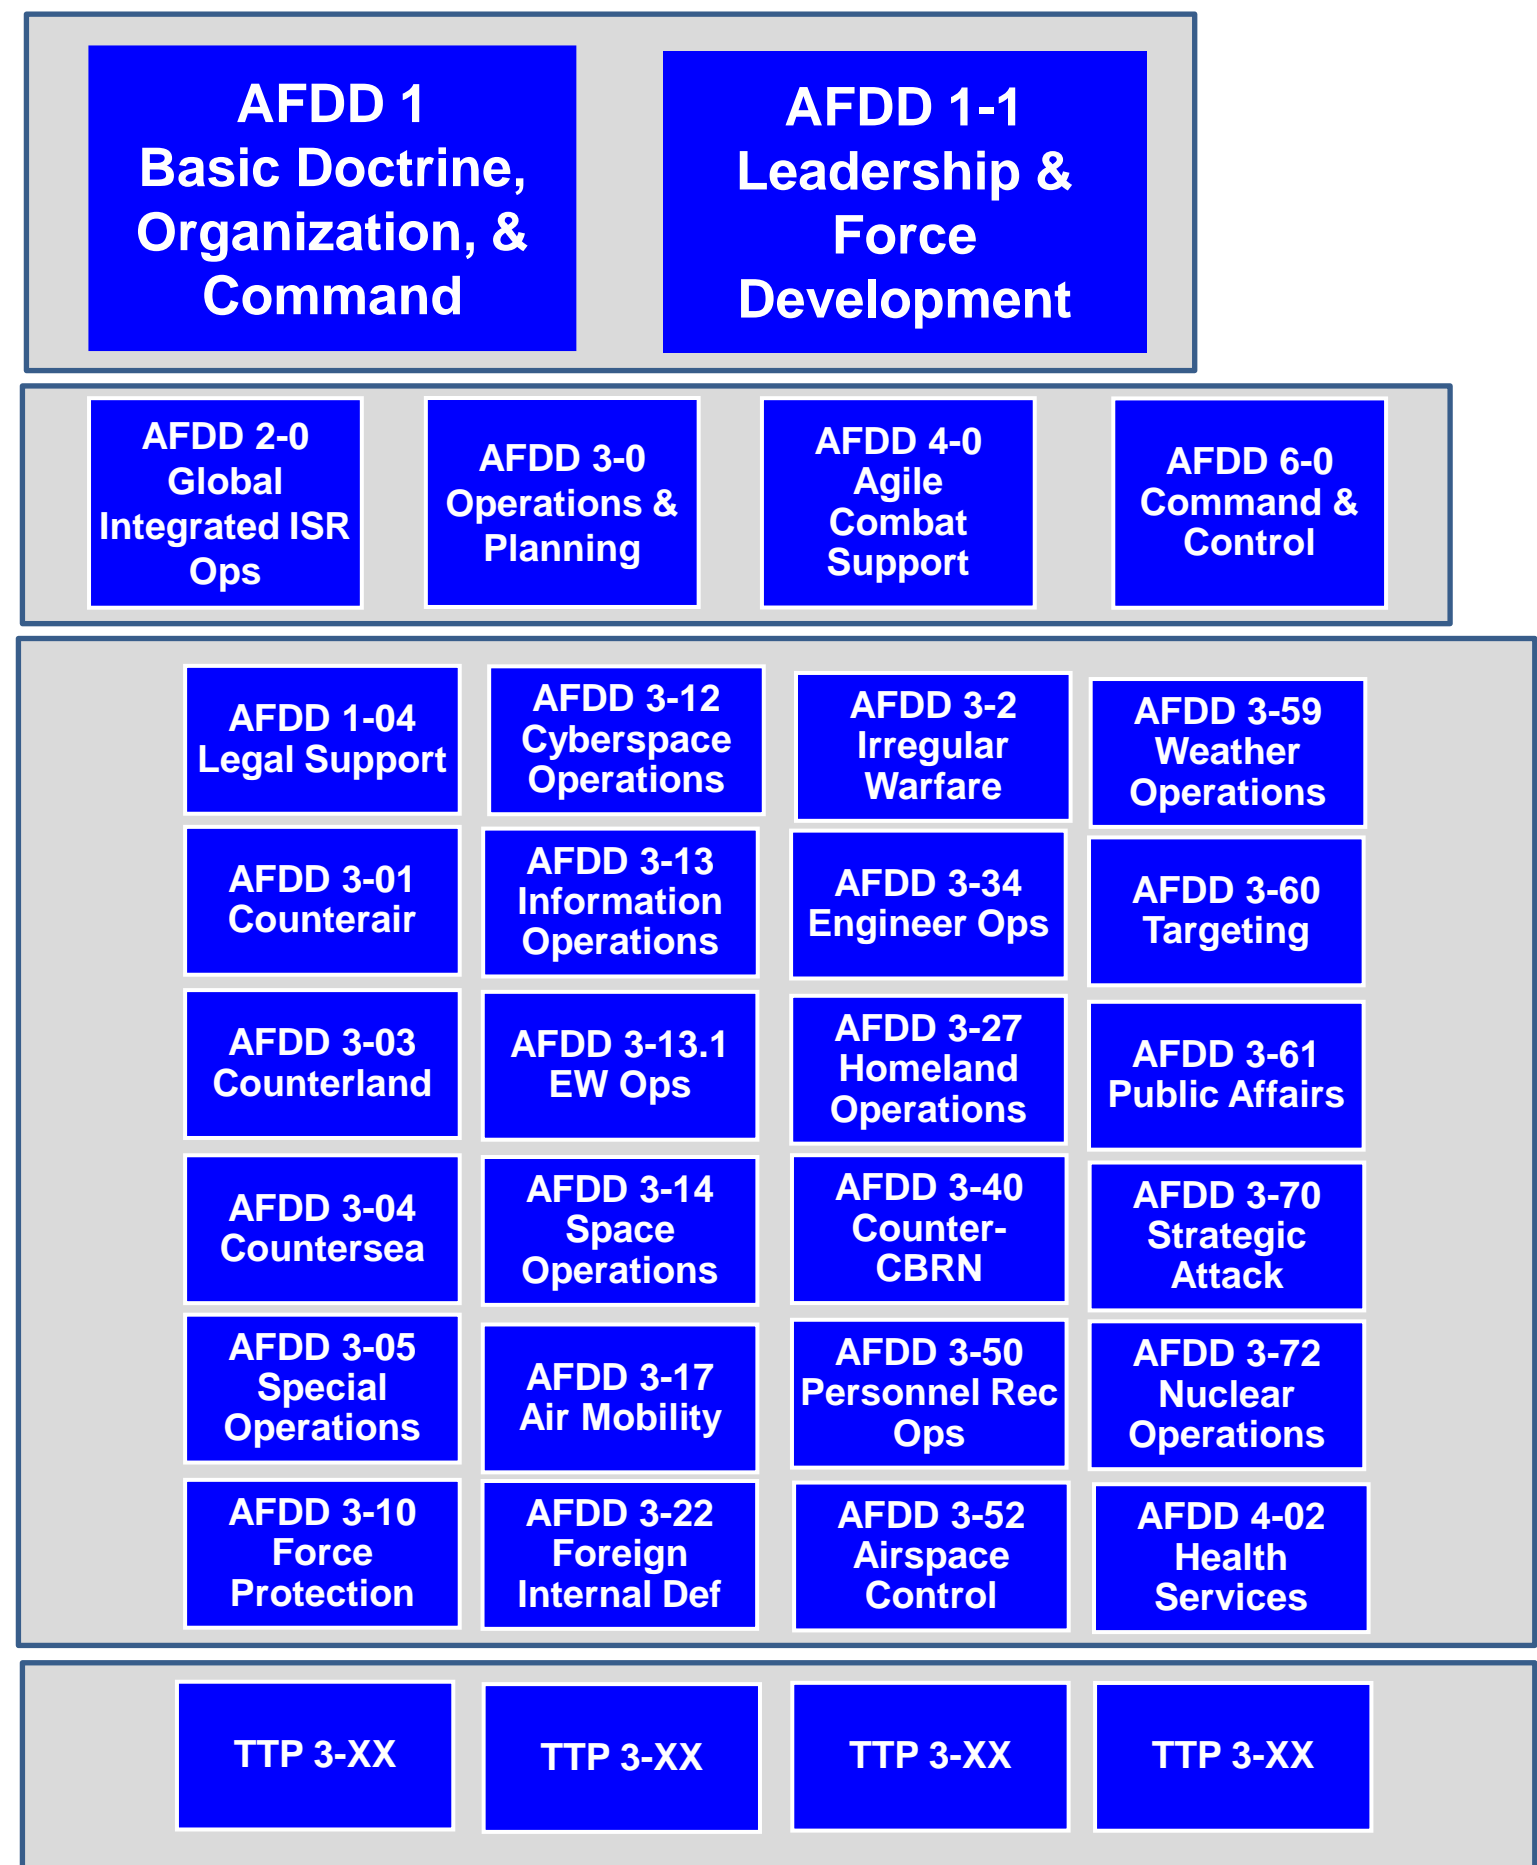 AFDD 1
Basic Doctrine,
Organization, &
Command
AFDD 1-1
Leadership &
Force
Development
AFDD 2-0
Global
Integrated ISR
Ops
AFDD 3-0
Operations &
Planning
AFDD 4-0
Agile
Combat
Support
AFDD 6-0
Command &
Control
AFDD 1-04
Legal Support
AFDD 3-12
Cyberspace
Operations
AFDD 3-2
Irregular
Warfare
AFDD 3-59
Weather
Operations
AFDD 3-01
Counterair
AFDD 3-13
Information
Operations
AFDD 3-34
Engineer Ops
AFDD 3-60
Targeting
AFDD 3-03
Counterland
AFDD 3-13.1
EW Ops
AFDD 3-27
Homeland
Operations
AFDD 3-61
Public Affairs
AFDD 3-04
Countersea
AFDD 3-14
Space
Operations
AFDD 3-40
Counter-
CBRN
AFDD 3-70
Strategic
Attack
AFDD 3-05
Special
Operations
AFDD 3-17
Air Mobility
AFDD 3-50
Personnel Rec
Ops
AFDD 3-72
Nuclear
Operations
AFDD 3-10
Force
Protection
AFDD 3-22
Foreign
Internal Def
AFDD 3-52
Airspace
Control
AFDD 4-02
Health
Services
TTP 3-XX
TTP 3-XX
TTP 3-XX
TTP 3-XX